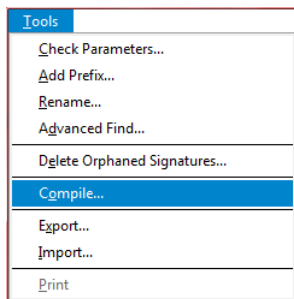 Tools
Check Parameters...
Add Prefix...
Rename...
Advanced Find...
Delete Orphaned Signatures...
Compile...
Export...
Import...
Print